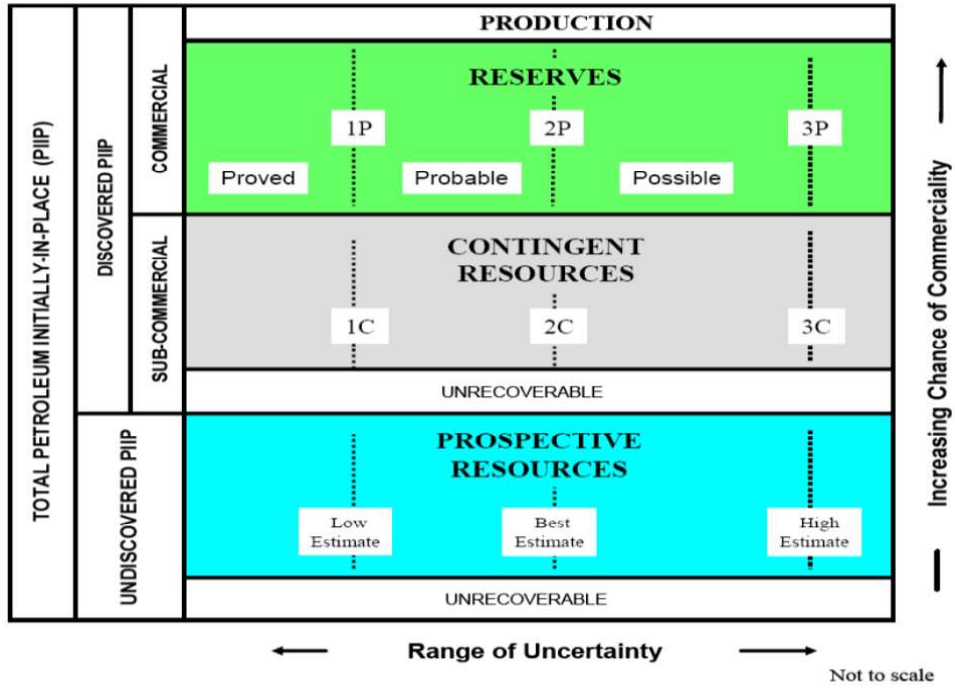 TOTAL PETROLEUM INITIALLY-IN-PLACE (PIIP)
DISCOVERED PIIP
UNDISCOVERED PIIP
COMMERCIAL
SUB-COMMERCIAL
PRODUCTION
RESERVES
1P 2P 3P
Proved Probable Possible
CONTINGENT
RESOURCES
1C 2C 3C
UNRECOVERABLE
PROSPECTIVE
RESOURCES
Low Estimate
Best Estimate
High Estimate
UNRECOVERABLE
Increasing Chance of Commerciality
Range of Uncertainty
Not to scale